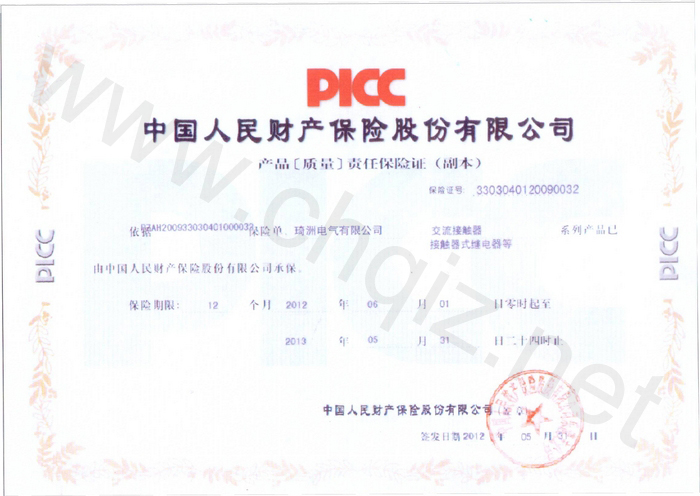 PICC
中国人民财产保险股份有限公司
产品[质量]责任保险证(副本)
保险证号: 3303040120090032
依据 保险单、琦洲电气有限公司 交流接触器 系列产品已
接触器式继电器等
由中国人民财产保险股份有限公司承保。
保险期限: 12 个月 2012 年 06 月 01 日零时起至
2013 年 05 月 31 日二十四时止
中国人民财产保险股份有限公司
签发日期2012 年 05 月 31 日
PICC
PICC
www.chqiz.net